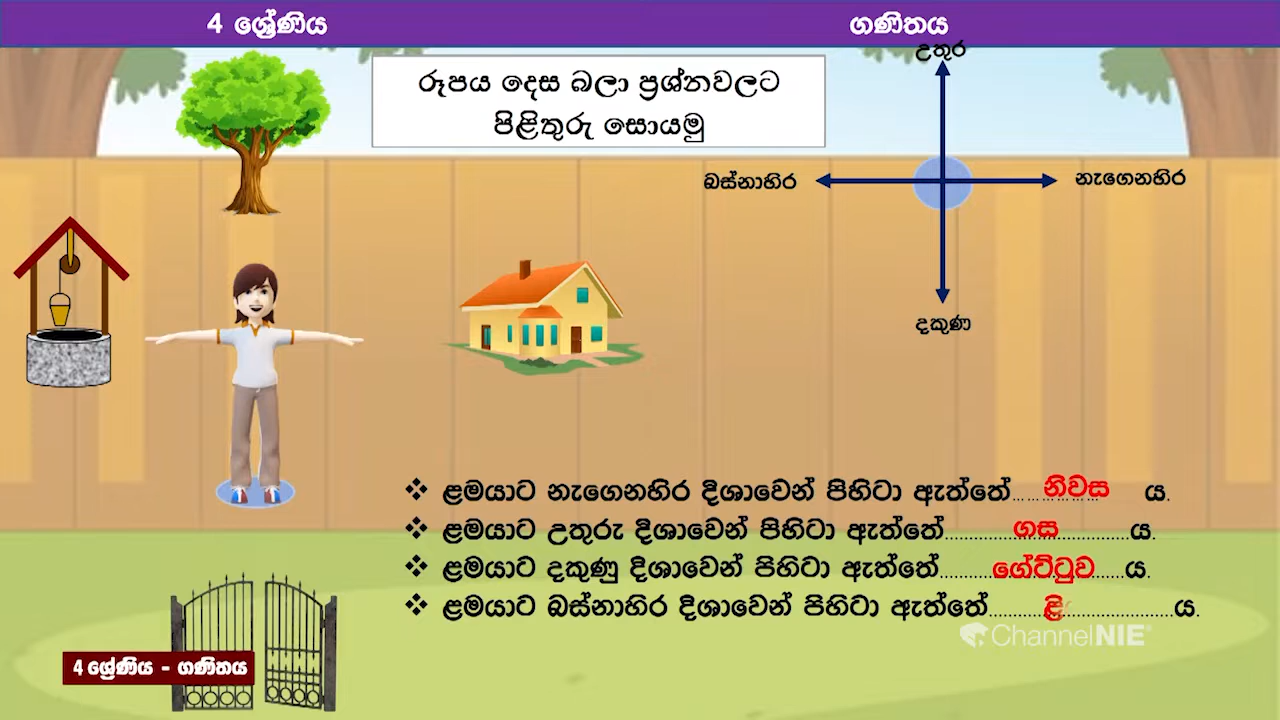 4 ශ්‍රේණිය
ගණිතය
රූපය දෙස බලා ප්‍රශ්නවලට
පිළිතුරු සොයමු
උතුර
බස්නාහිර
නැගෙනහිර
දකුණ
❖ ළමයාට නැගෙනහිර දිශාවෙන් පිහිටා ඇත්තේ....නිවස....ය.
❖ ළමයාට උතුරු දිශාවෙන් පිහිටා ඇත්තේ............ගස............ය.
❖ ළමයාට දකුණු දිශාවෙන් පිහිටා ඇත්තේ.........ගේට්ටුව......ය.
❖ ළමයාට බස්නාහිර දිශාවෙන් පිහිටා ඇත්තේ..........ළි....................ය.
ChannelNIE
4 ශ්‍රේණිය - ගණිතය